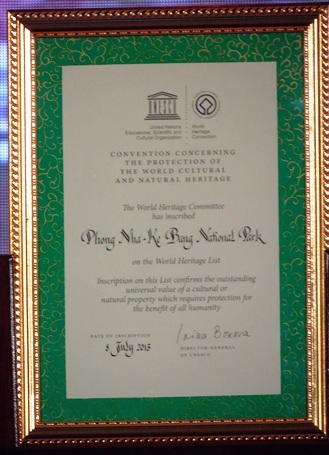 UNESCO
United Nations
Educational, Scientific and
Cultural Organization
World
Heritage
Convention
CONVENTION CONCERNING
THE PROTECTION OF
THE WORLD CULTURAL
AND NATURAL HERITAGE
The World Heritage Committee
has inscribed
Phong Nha-Ke Bang National Park
on the World Heritage List
Inscription on this List confirms the outstanding
universal value of a cultural or
natural property which requires protection for
the benefit of all humanity
DATE OF INSCRIPTION
8 July 2015
Irina Bokova
DIRECTOR-GENERAL
OF UNESCO